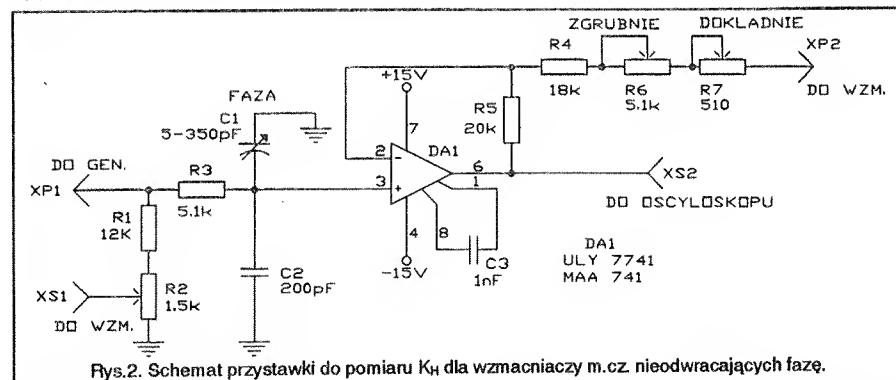 ZGRUBNIE
DOKŁADNIE
R4
18k
R6
5.1k
R7
510
XP2
DO WZM.
+15V
7
R5
20k
FAZA
C1
5-350pF
DA1
2
-
3
+
6
1
4
8
-15V
C3
1nF
XS2
DO OSCYLOSKOPU
DA1
ULY 7741
MAA 741
DO GEN.
XP1
R3
5.1k
R1
12K
C2
200pF
XS1
R2
1.5k
DO WZM.
Rys.2. Schemat przystawki do pomiaru KH dla wzmacniaczy m.cz. nieodwracających fazę.